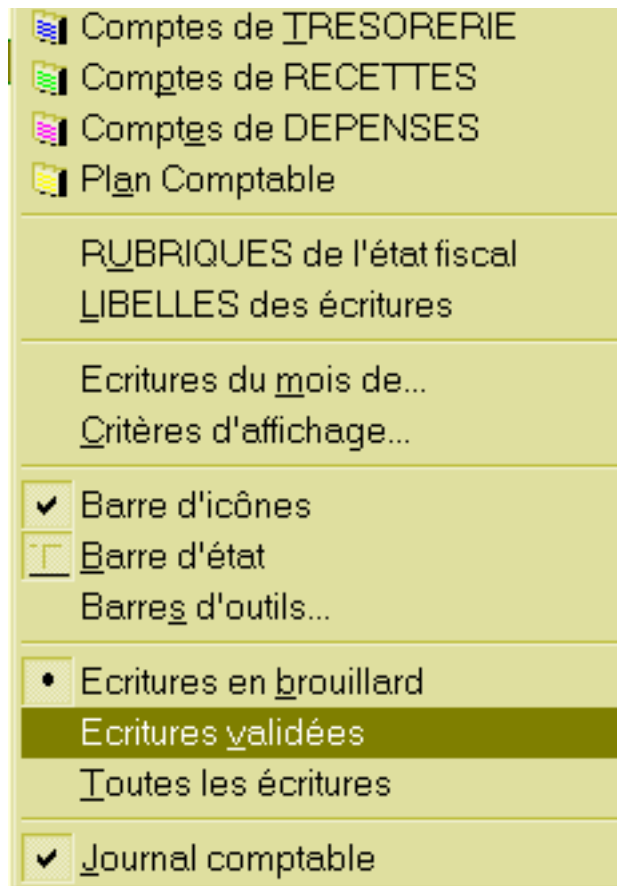 Comptes de TRESORERIE
Comptes de RECETTES
Comptes de DEPENSES
Plan Comptable
RUBRIQUES de l'état fiscal
LIBELLES des écritures
Ecritures du mois de...
Critères d'affichage...
Barre d'icônes
Barre d'état
Barres d'outils...
Ecritures en brouillard
Ecritures validées
Toutes les écritures
Journal comptable